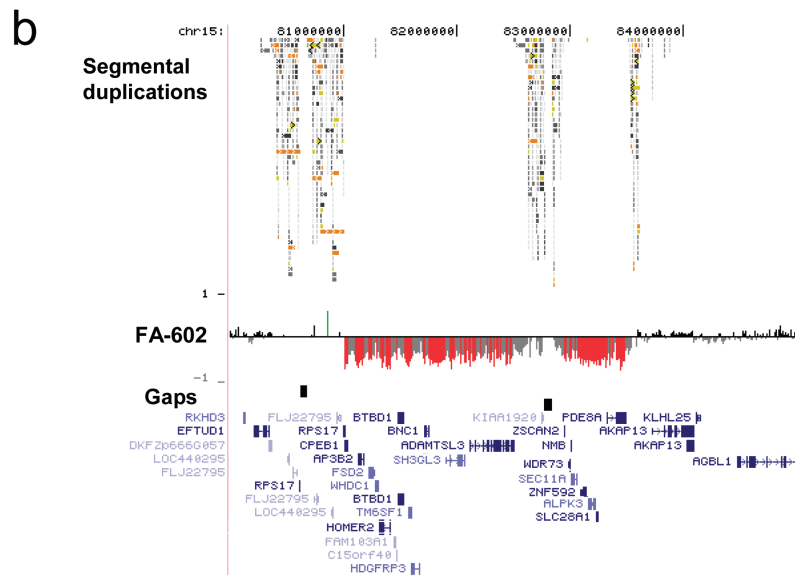 b
chr15: 81000000 82000000 83000000 84000000
Segmental
duplications
1
FA-602
-1
Gaps
RKHD3 FLJ22795 BTBD1 KIAA1920 PDE8A KLHL25
EFTUD1 RPS17 BNC1 ZSCAN2 AKAP13
DKFZp666G057 CPEB1 ADAMTSL3 NMB AKAP13
LOC440295 AP3B2 SH3GL3 WDR73 AGBL1
FLJ22795 FSD2 SEC11A
RPS17 WHDC1 ZNF592
FLJ22795 BTBD1 ALPK3
LOC440295 TM6SF1 SLC28A1
HOMER2
FAM103A1
C15orf40
HDGFRP3